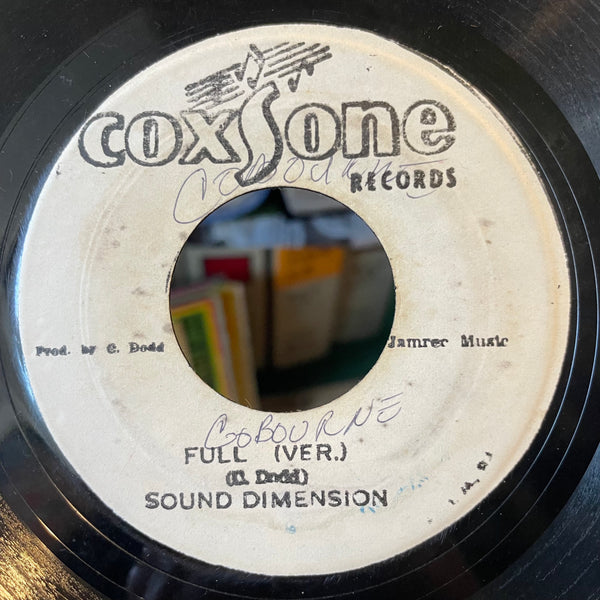 coxsone
RECORDS
COBOURNE
Prod. by C. Dodd
Jamrec Music
COBOURNE
FULL (VER.)
(C. Dodd)
SOUND DIMENSION